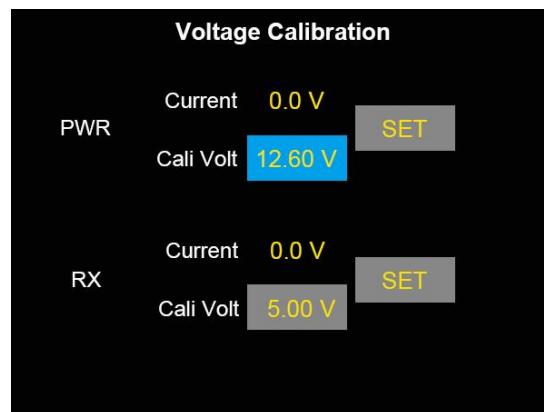 Voltage Calibration
Current 0.0 V
PWR SET
Cali Volt 12.60 V
Current 0.0 V
RX SET
Cali Volt 5.00 V